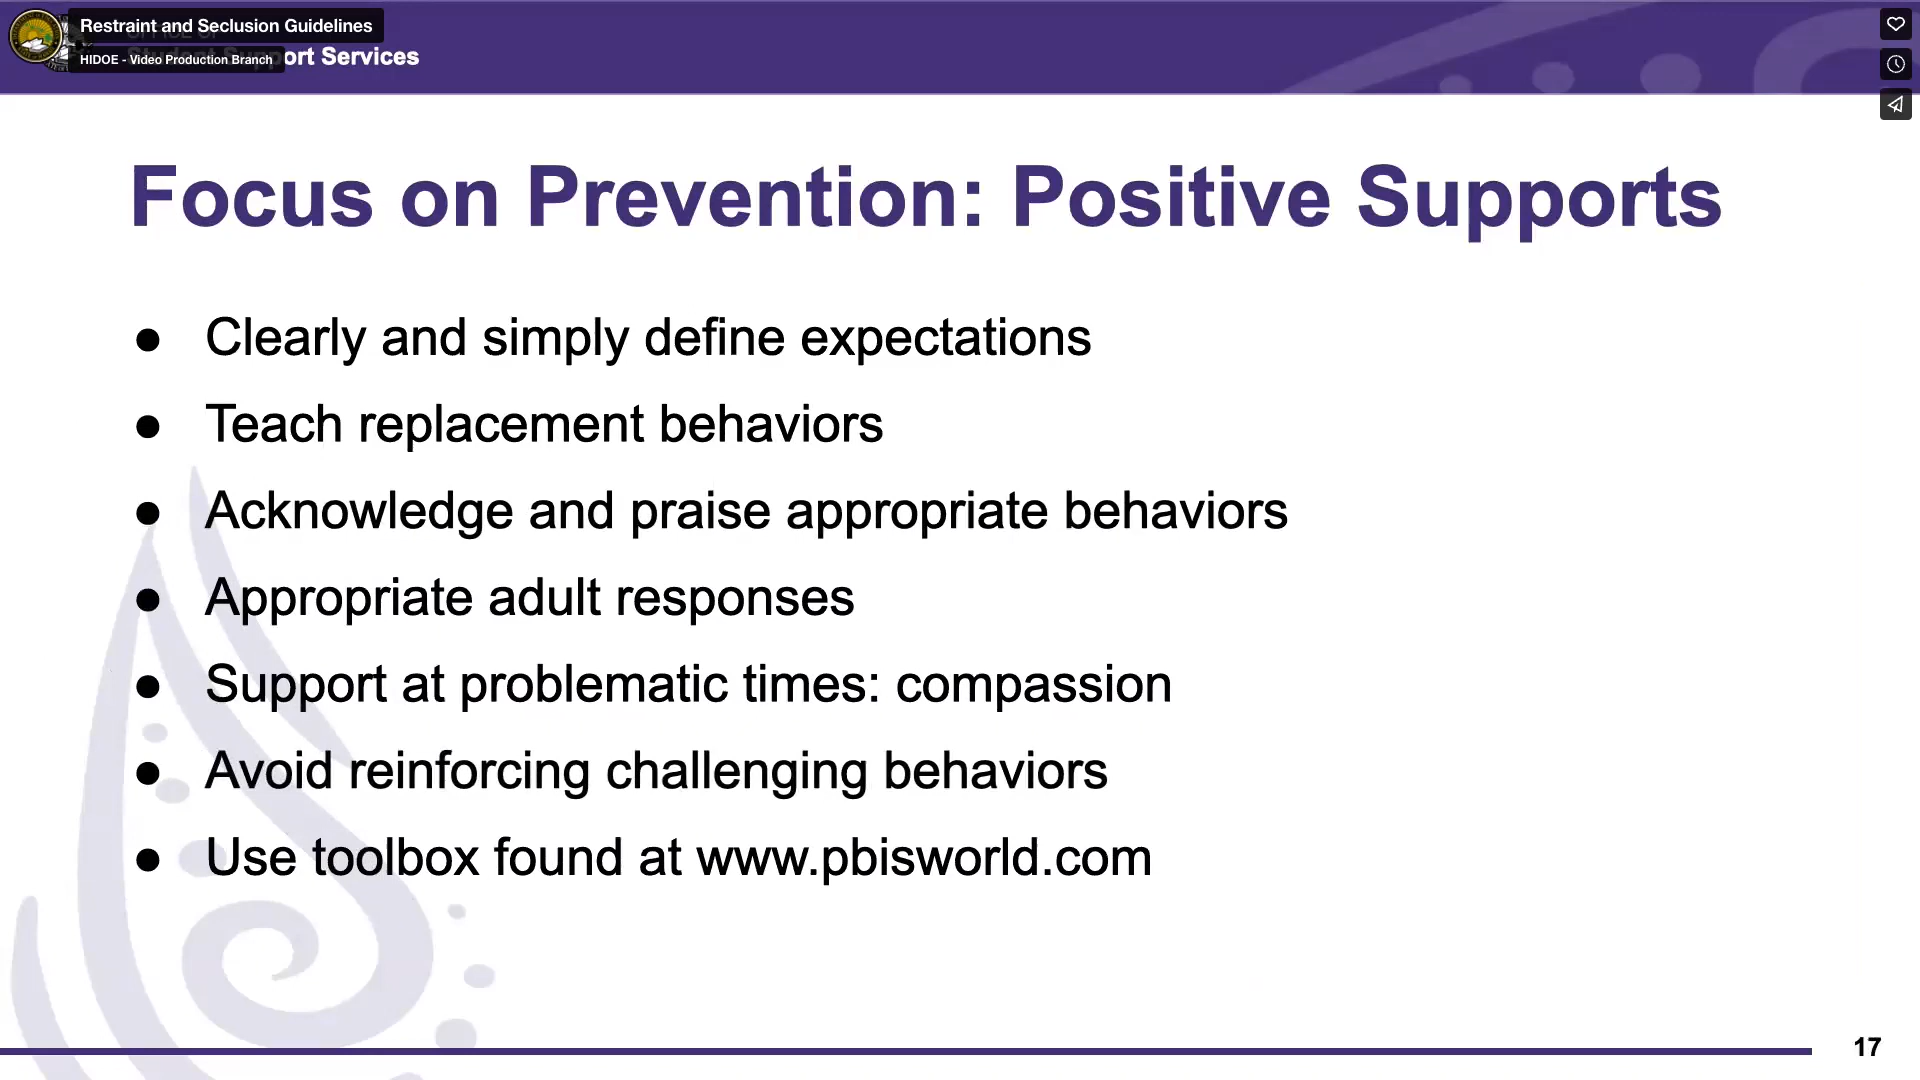 Restraint and Seclusion Guidelines
HIDOE - Video Production Branch
Support Services
Focus on Prevention: Positive Supports
● Clearly and simply define expectations
● Teach replacement behaviors
● Acknowledge and praise appropriate behaviors
● Appropriate adult responses
● Support at problematic times: compassion
● Avoid reinforcing challenging behaviors
● Use toolbox found at www.pbisworld.com
17